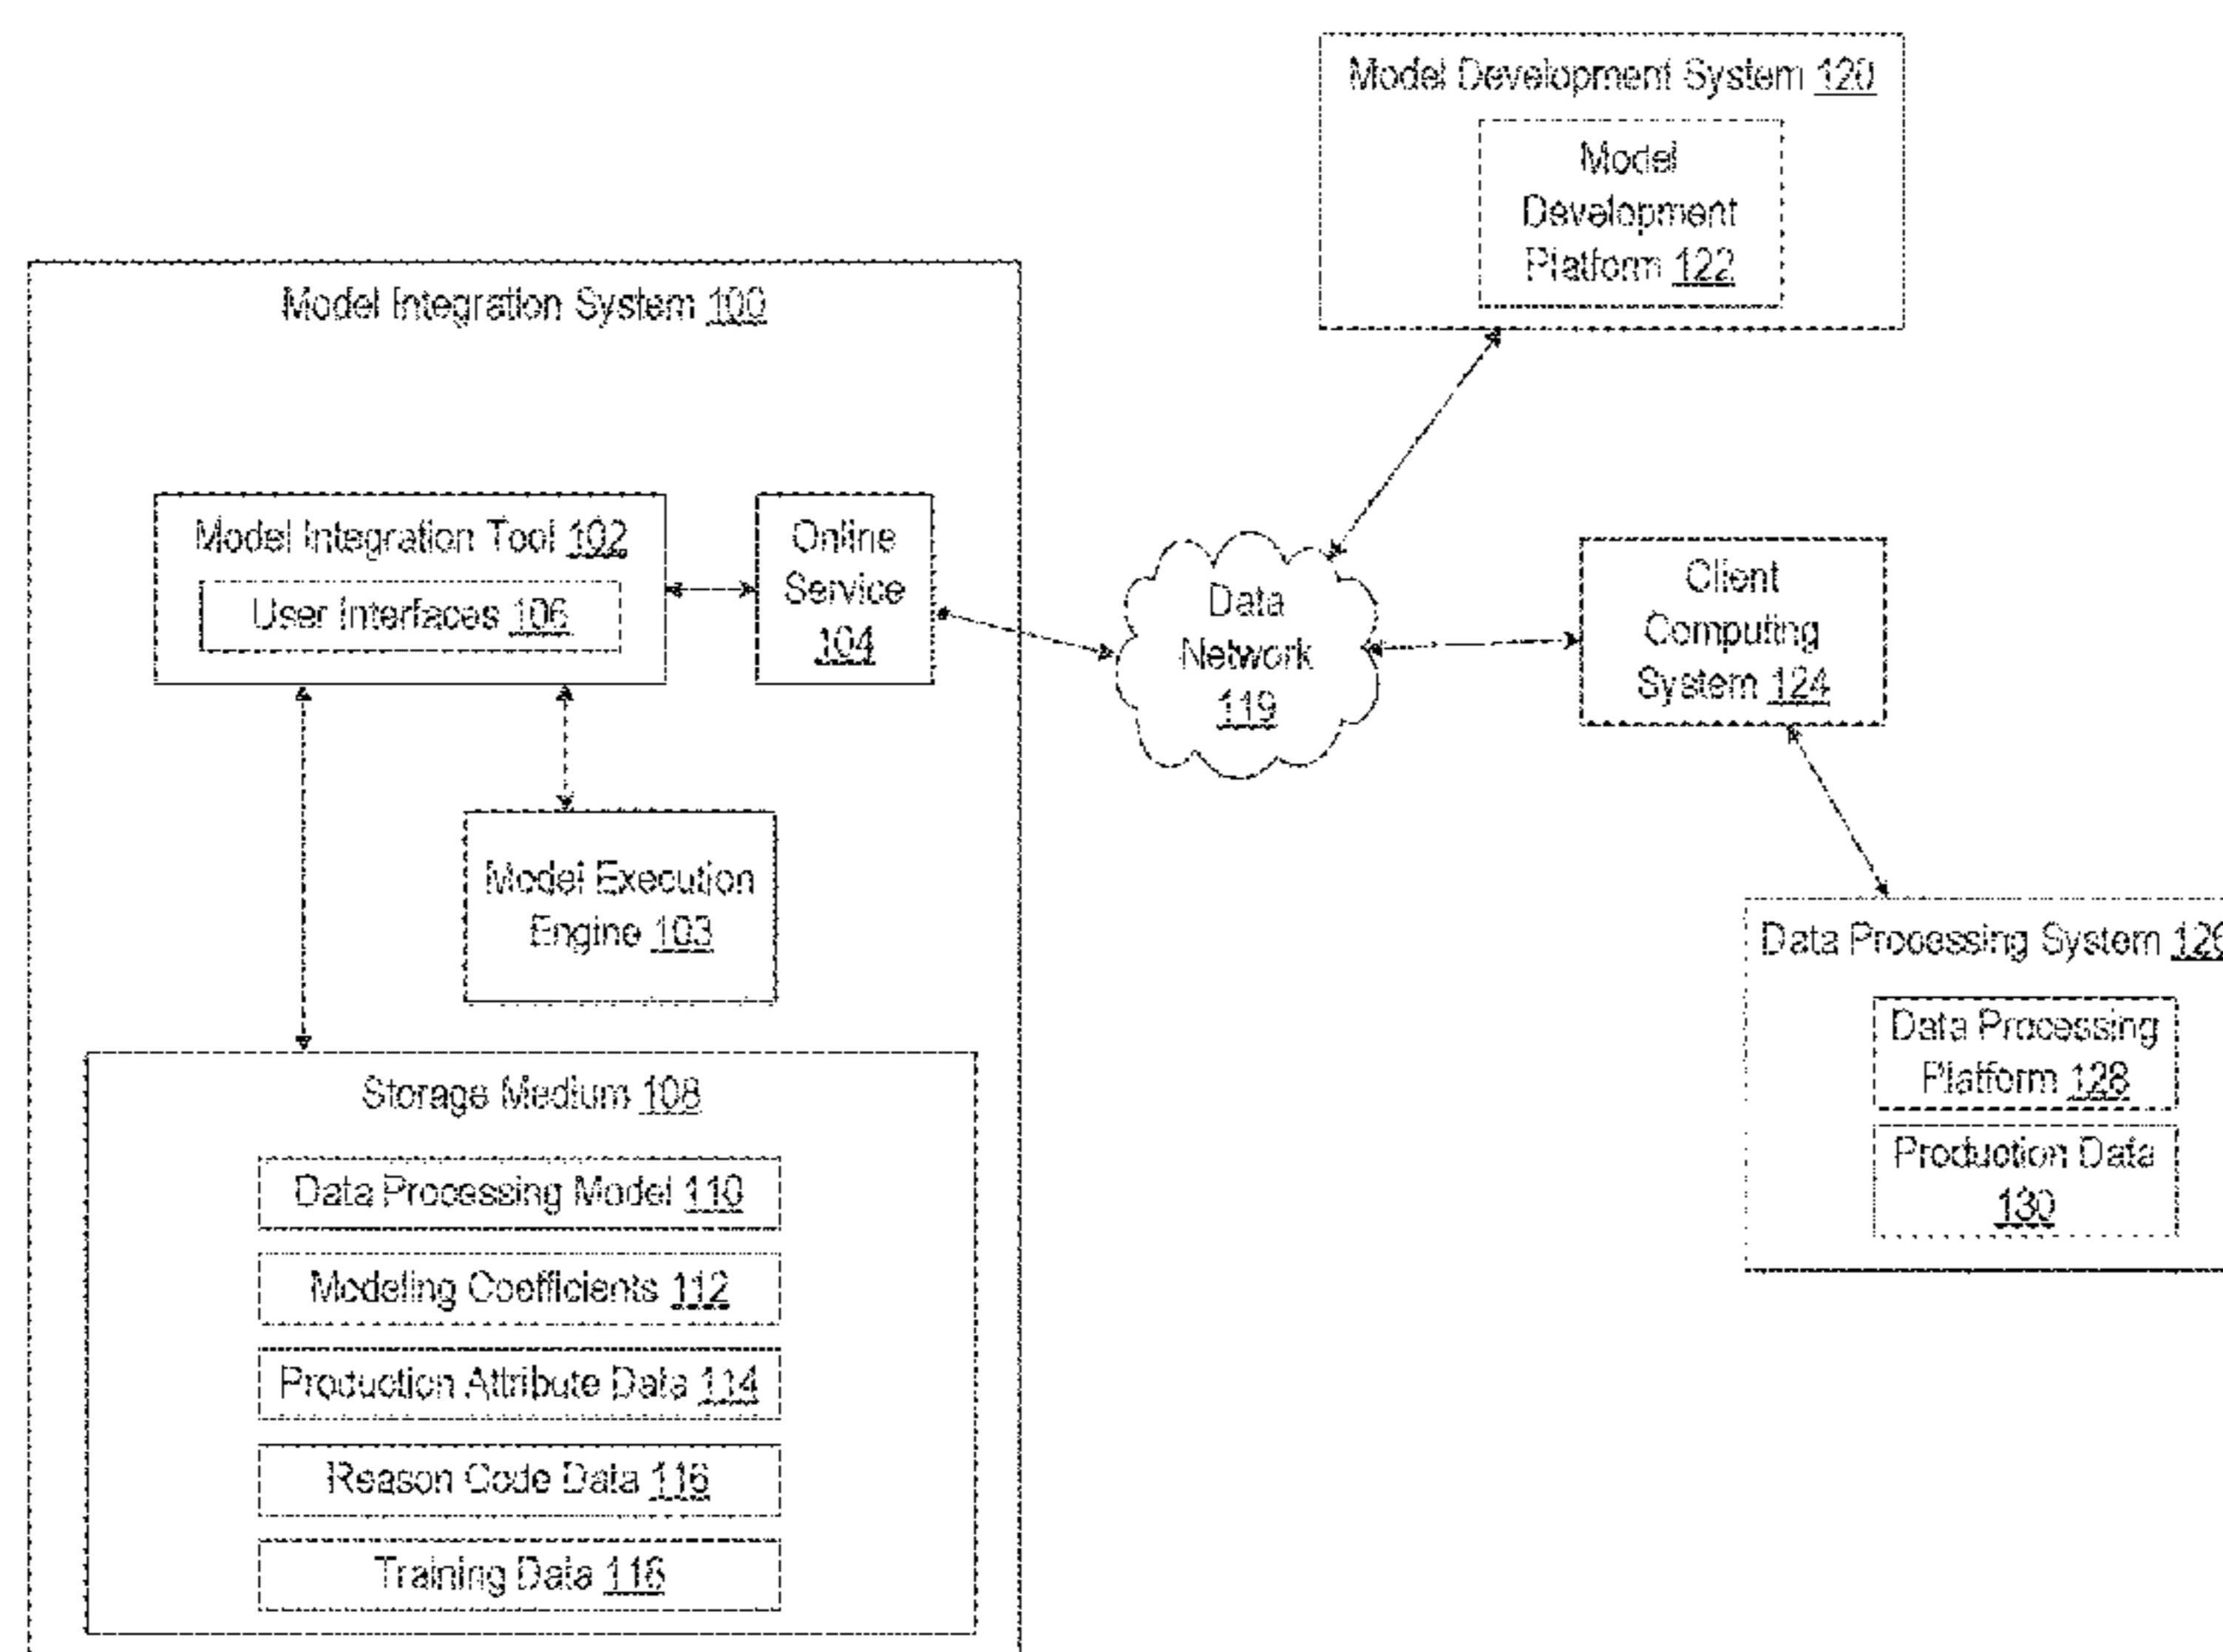 Model Development System 120
Model
Development
Platform 122
Model Integration System 100
Model Integration Tool 102
User Interfaces 106
Online
Service
104
Data
Network
119
Client
Computing
System 124
Model Execution
Engine 103
Data Processing System
Data Processing
Platform 128
Production Data
130
Storage Medium 108
Data Processing Model 110
Modeling Coefficients 112
Production Attribute Data 114
Reason Code Data 116
Training Data